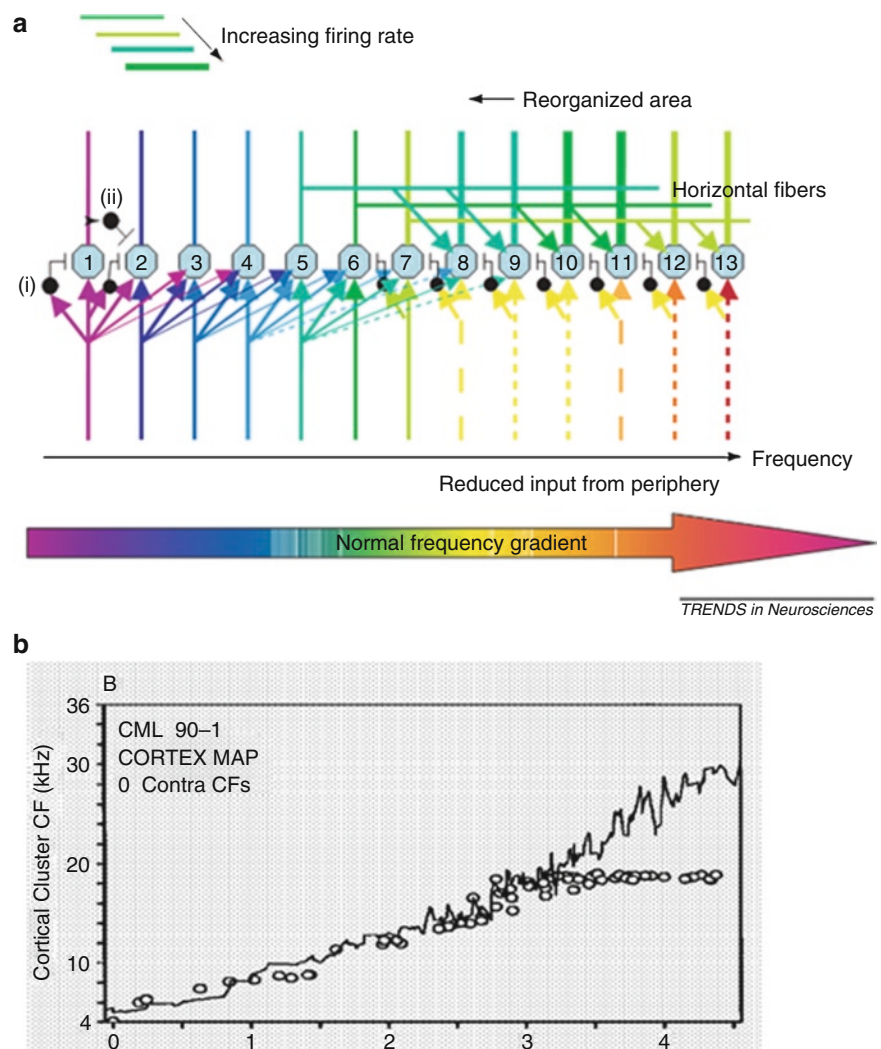 a
Increasing firing rate
Reorganized area
(ii)
Horizontal fibers
1 2 3 4 5 6 7 8 9 10 11 12 13
(i)
Frequency
Reduced input from periphery
Normal frequency gradient
TRENDS in Neurosciences
b
B
36
CML 90–1
CORTEX MAP
0 Contra CFs
30
20
10
4
Cortical Cluster CF (kHz)
0 1 2 3 4